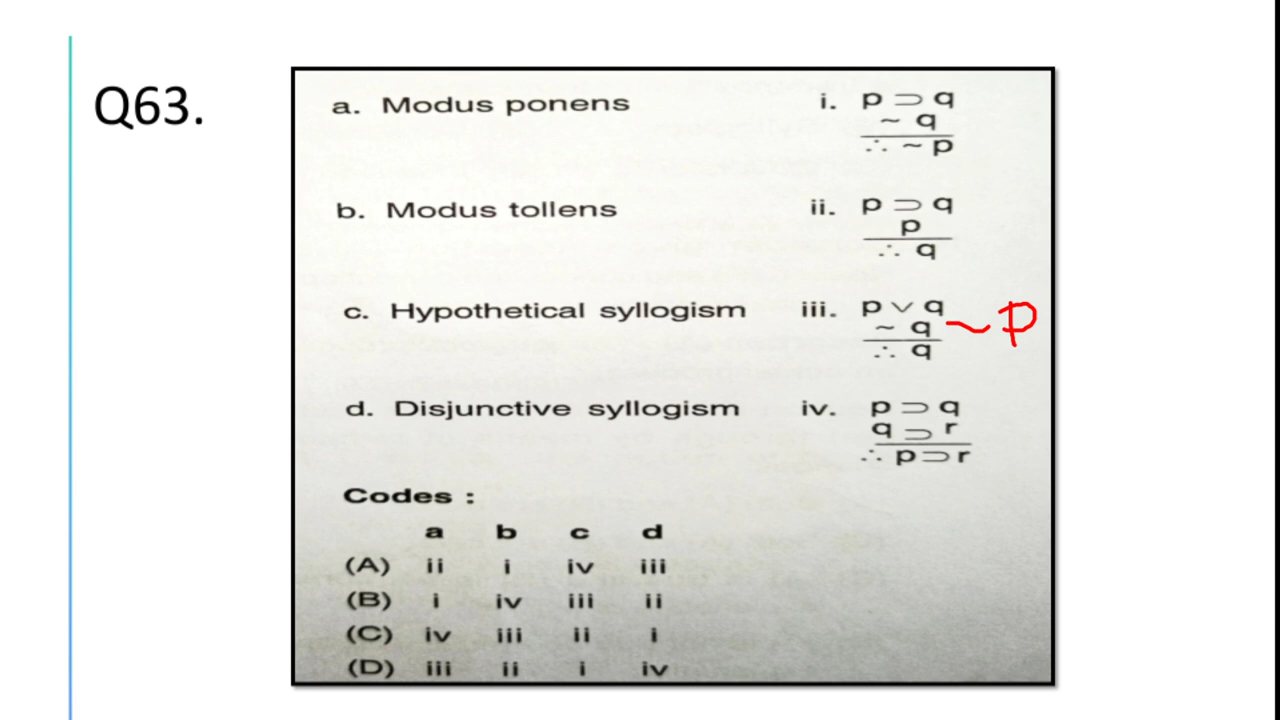 Q63.
a. Modus ponens i. p ⊃ q
~ q
∴ ~ p
b. Modus tollens ii. p ⊃ q
p
∴ q
c. Hypothetical syllogism iii. p ∨ q
~ q ~p
∴ q
d. Disjunctive syllogism iv. p ⊃ q
q ⊃ r
∴ p ⊃ r
Codes :
a b c d
(A) ii i iv iii
(B) i iv iii ii
(C) iv iii ii i
(D) iii ii i iv